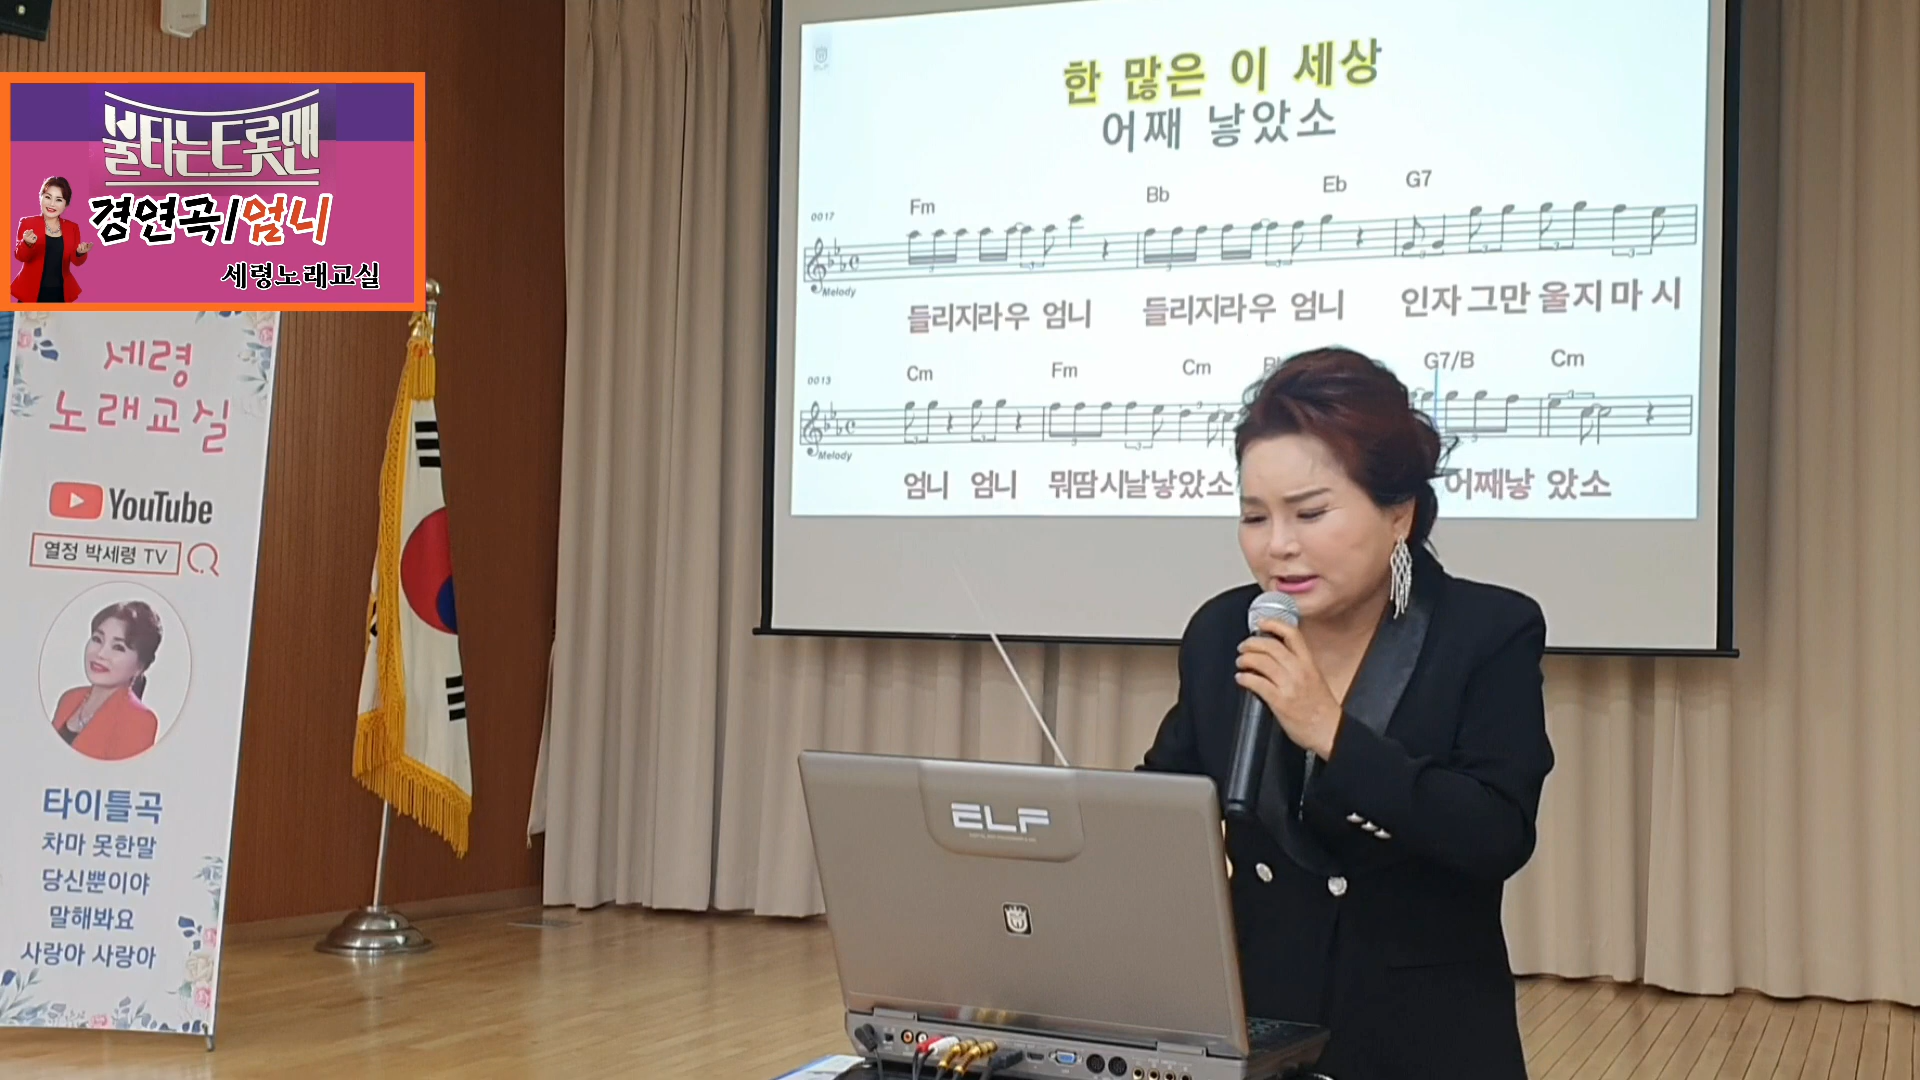 불타는트롯맨
경연곡/엄니
세령노래교실
세령
노래교실
YouTube
열정 박세령 TV
타이틀곡
차마 못한말
당신뿐이야
말해봐요
사랑아 사랑아
한 많은 이 세상
어째 낳았소
Fm Bb Eb G7
0017
Melody
들리지라우 엄니 들리지라우 엄니 인자 그만 울지 마 시
Cm Fm Cm G7/B Cm
0013
Melody
엄니 엄니 뭐땀시날낳았소 어째낳 았소
ELF